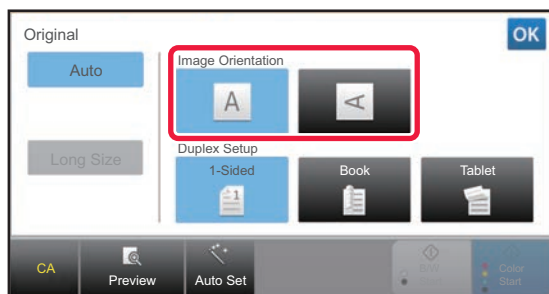 Original
OK
Auto
Image Orientation
A
A
Long Size
Duplex Setup
1-Sided
1
Book
Tablet
CA
Preview
Auto Set
B/W
Start
Color
Start